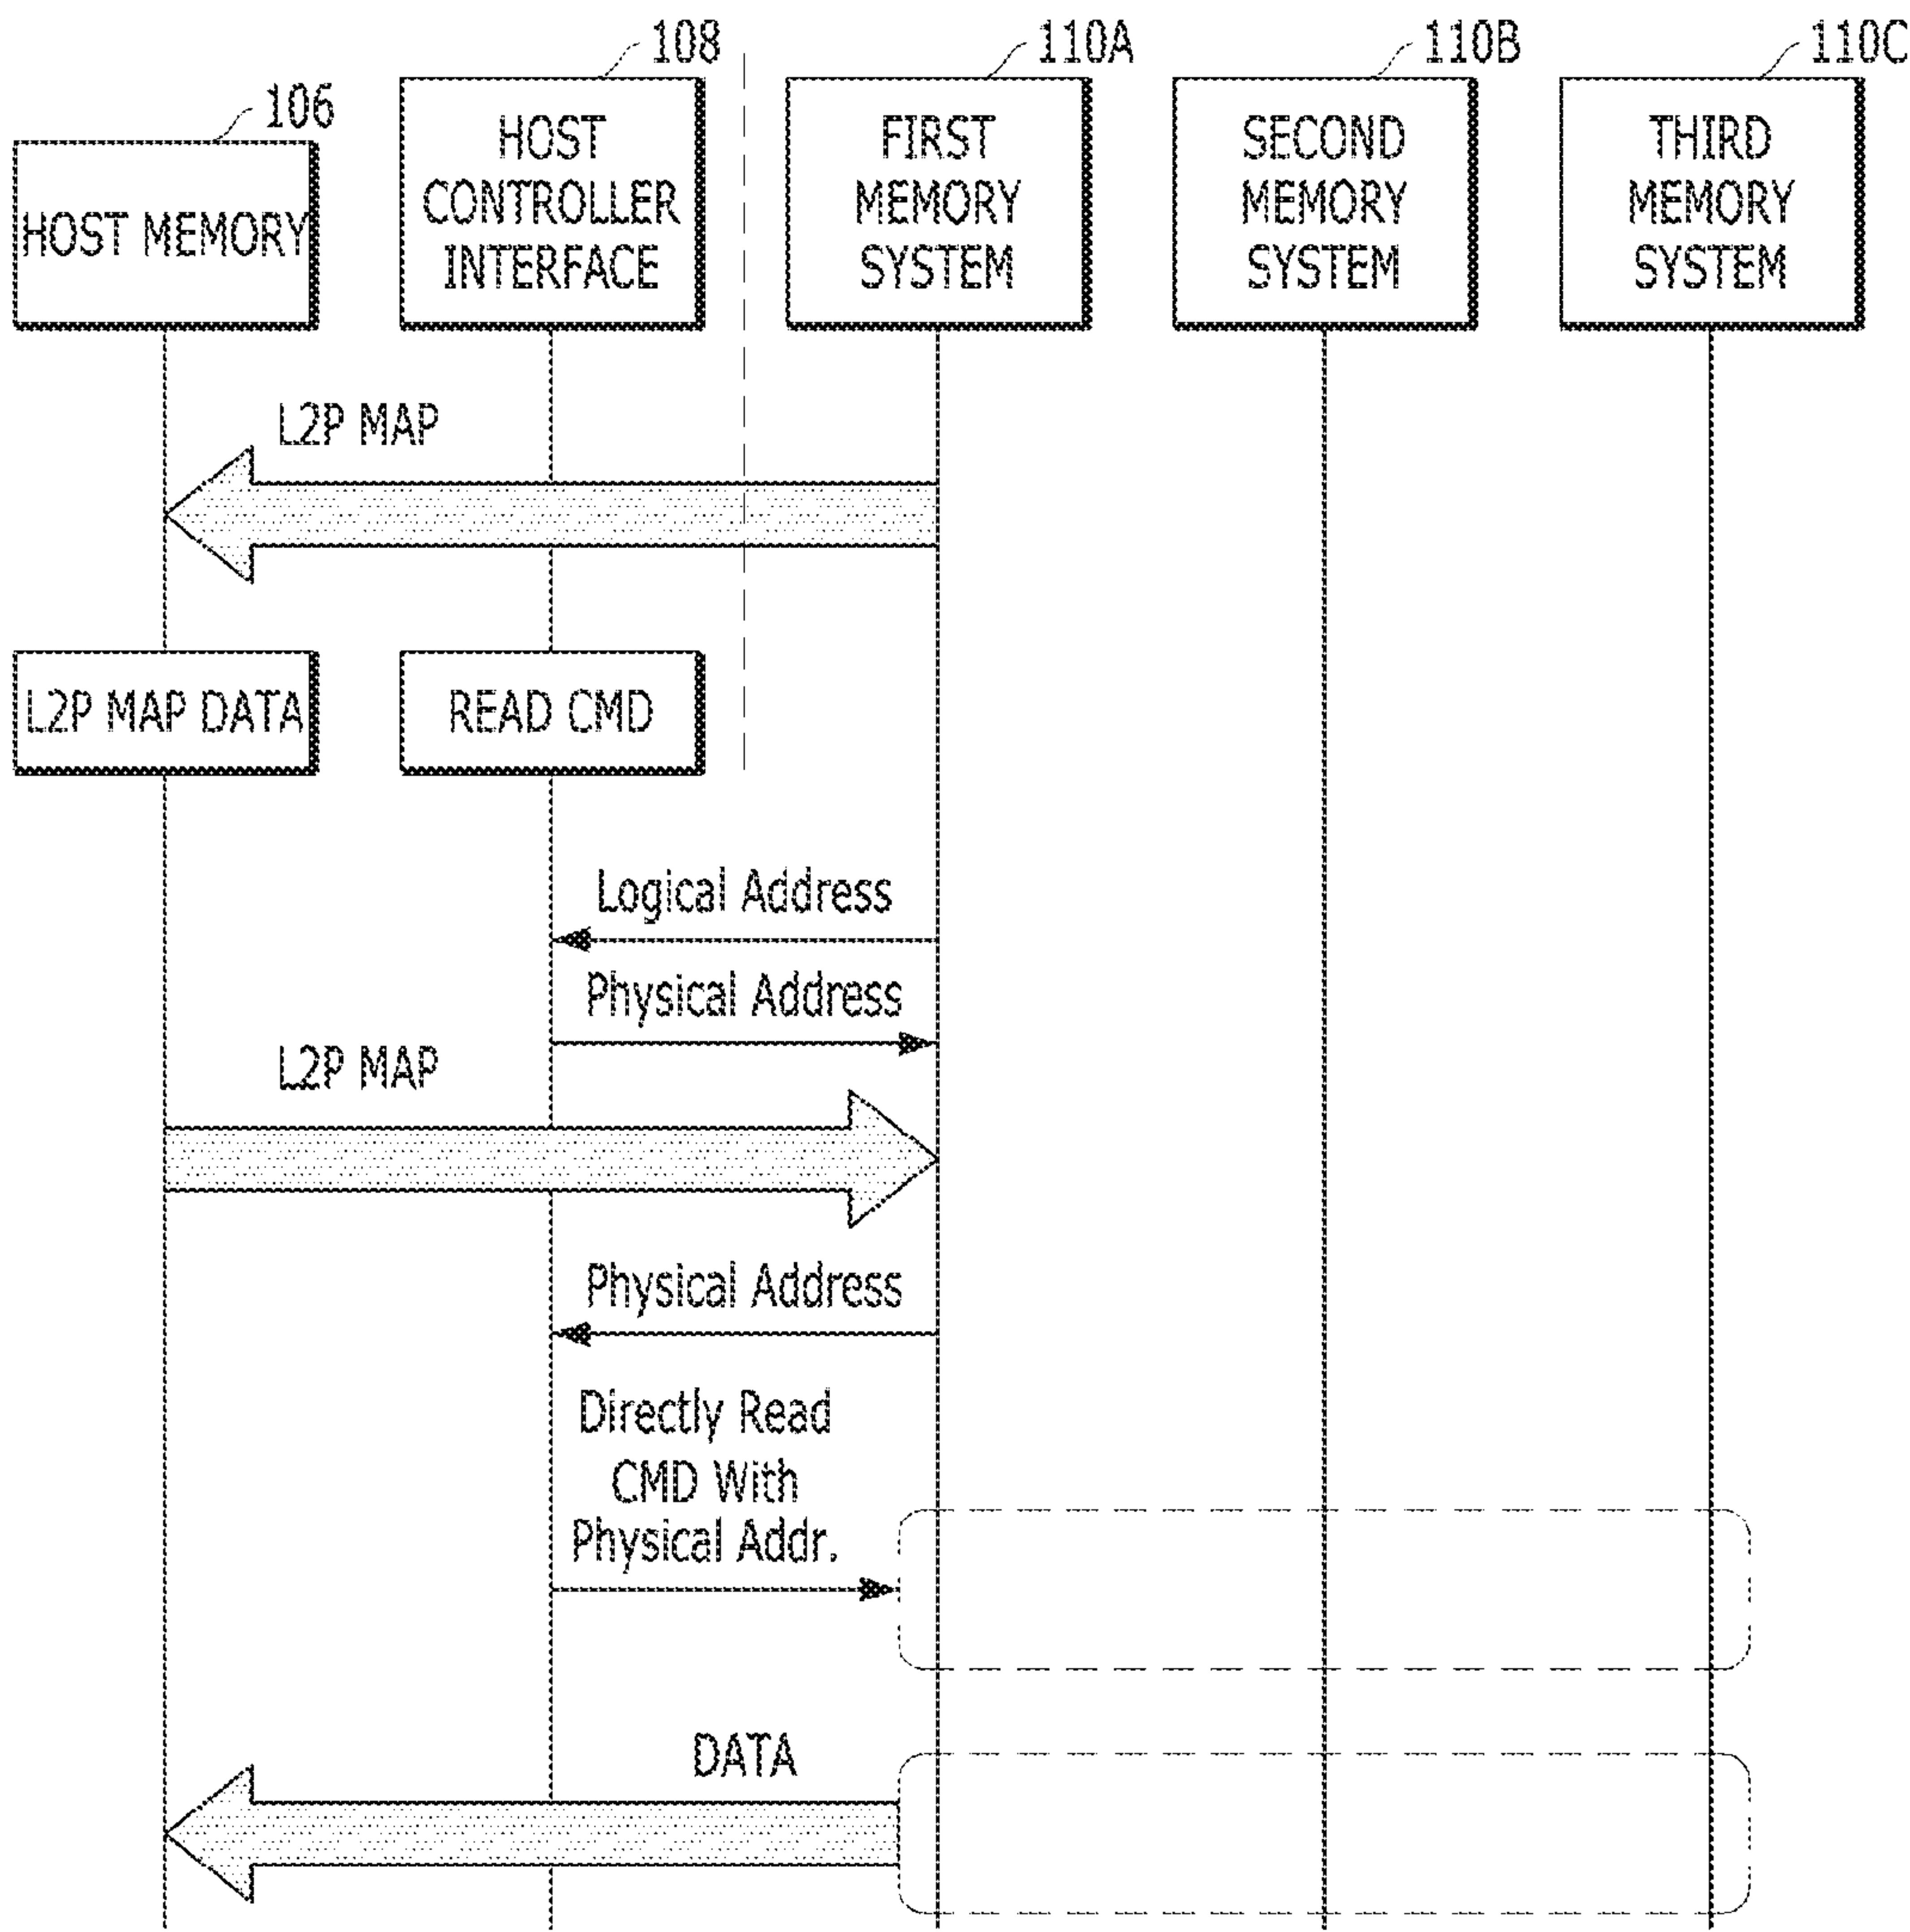 106
108
110A
110B
110C
HOST MEMORY
HOST
CONTROLLER
INTERFACE
FIRST
MEMORY
SYSTEM
SECOND
MEMORY
SYSTEM
THIRD
MEMORY
SYSTEM
L2P MAP
L2P MAP DATA
READ CMD
Logical Address
Physical Address
L2P MAP
Physical Address
Directly Read
CMD With
Physical Addr.
DATA